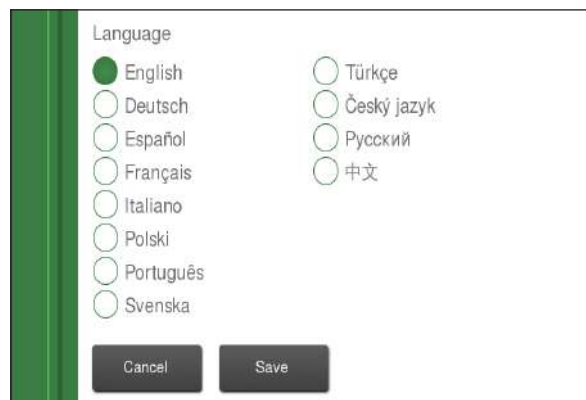 Language
English
Deutsch
Español
Français
Italiano
Polski
Português
Svenska
Türkçe
Český jazyk
Русский
中文
Cancel
Save